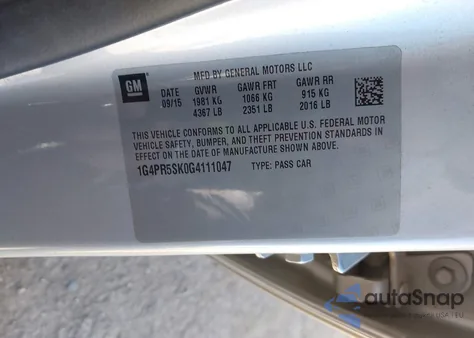 MFD BY GENERAL MOTORS LLC
GM
DATE GVWR GAWR FRT GAWR RR
09/15 1981 KG 1066 KG 915 KG
4367 LB 2351 LB 2016 LB
THIS VEHICLE CONFORMS TO ALL APPLICABLE U.S. FEDERAL MOTOR
VEHICLE SAFETY, BUMPER, AND THEFT PREVENTION STANDARDS IN
EFFECT ON THE DATE OF MANUFACTURE SHOWN ABOVE.
1G4PR5SK0G4111047 TYPE: PASS CAR
autoSnap